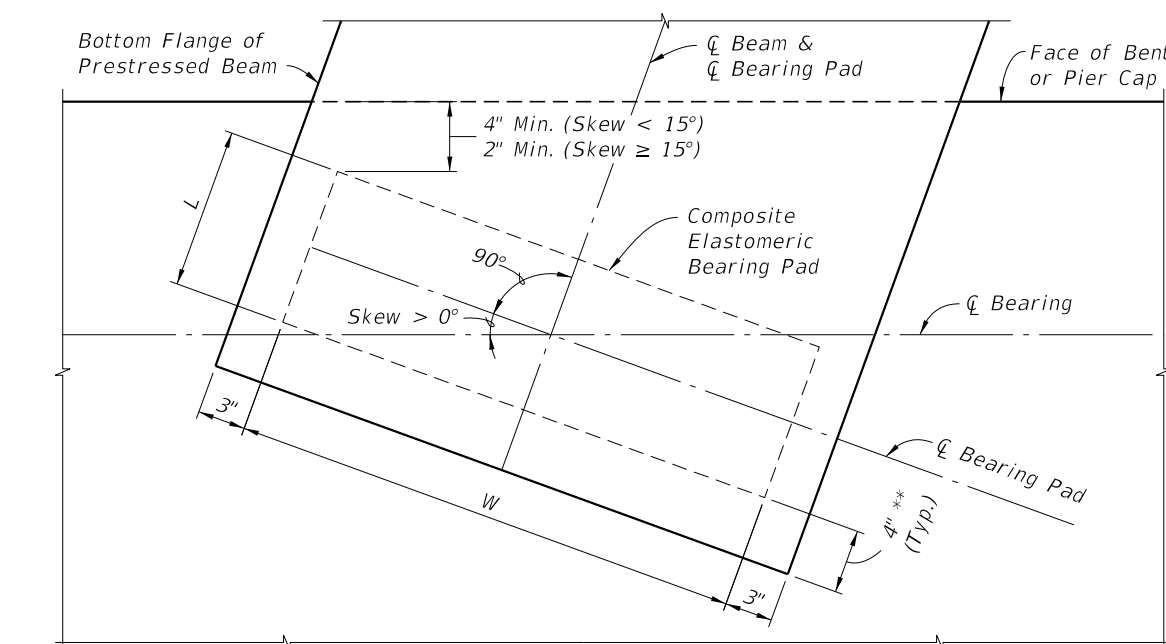 Bottom Flange of
Prestressed Beam
℄ Beam &
℄ Bearing Pad
Face of Bent
or Pier Cap
4" Min. (Skew < 15°)
2" Min. (Skew ≥ 15°)
L
Composite
Elastomeric
Bearing Pad
90°
Skew > 0°
℄ Bearing
3"
W
℄ Bearing Pad
4" **
(Typ.)
3"